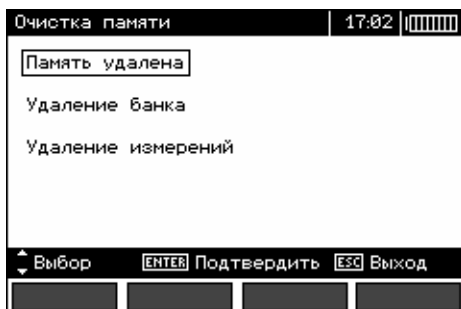 Очистка памяти 17:02
Память удалена
Удаление банка
Удаление измерений
Выбор ENTER Подтвердить ESC Выход